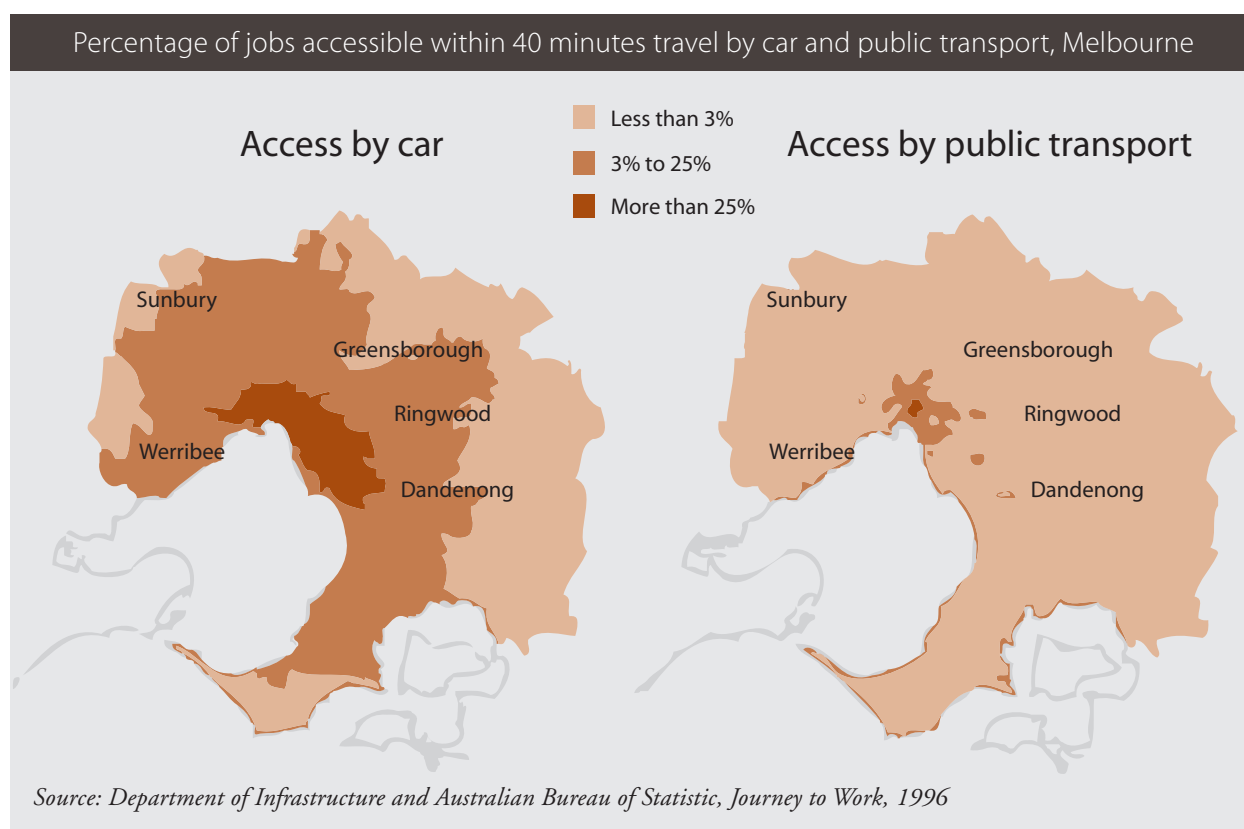 Percentage of jobs accessible within 40 minutes travel by car and public transport, Melbourne
Less than 3%
3% to 25%
More than 25%
Access by car
Access by public transport
Sunbury
Greensborough
Ringwood
Werribee
Dandenong
Sunbury
Greensborough
Ringwood
Werribee
Dandenong
Source: Department of Infrastructure and Australian Bureau of Statistic, Journey to Work, 1996